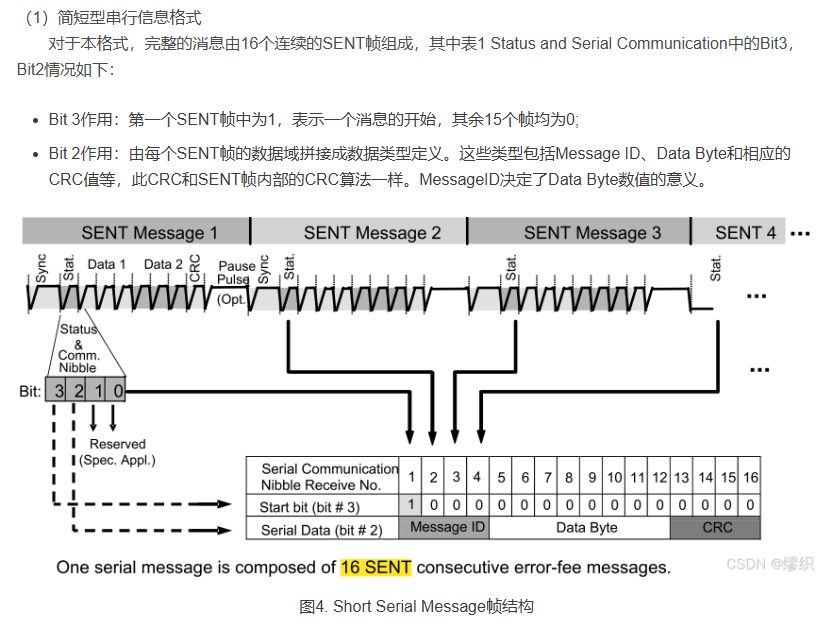 （1）简短型串行信息格式
对于本格式，完整的消息由16个连续的SENT帧组成，其中表1 Status and Serial Communication中的Bit3，
Bit2情况如下：
• Bit 3作用：第一个SENT帧中为1，表示一个消息的开始，其余15个帧均为0;
• Bit 2作用：由每个SENT帧的数据域拼接成数据类型定义。这些类型包括Message ID、Data Byte和相应的
CRC值等，此CRC和SENT帧内部的CRC算法一样。MessageID决定了Data Byte数值的意义。
SENT Message 1 SENT Message 2 SENT Message 3 SENT 4 •••
Sync Stat. Data 1 Data 2 CRC Pause Pulse (Opt. Sync Stat. Stat. Stat.
•••
Status
&
Comm.
Nibble
•••
Bit: 3 2 1 0
Reserved
(Spec. Appl.)
Serial Communication
Nibble Receive No. 1 2 3 4 5 6 7 8 9 10 11 12 13 14 15 16
Start bit (bit # 3) 1 0 0 0 0 0 0 0 0 0 0 0 0 0 0 0
Serial Data (bit # 2) Message ID Data Byte CRC
One serial message is composed of 16 SENT consecutive error-fee messages.
CSDN @缪织
图4. Short Serial Message帧结构